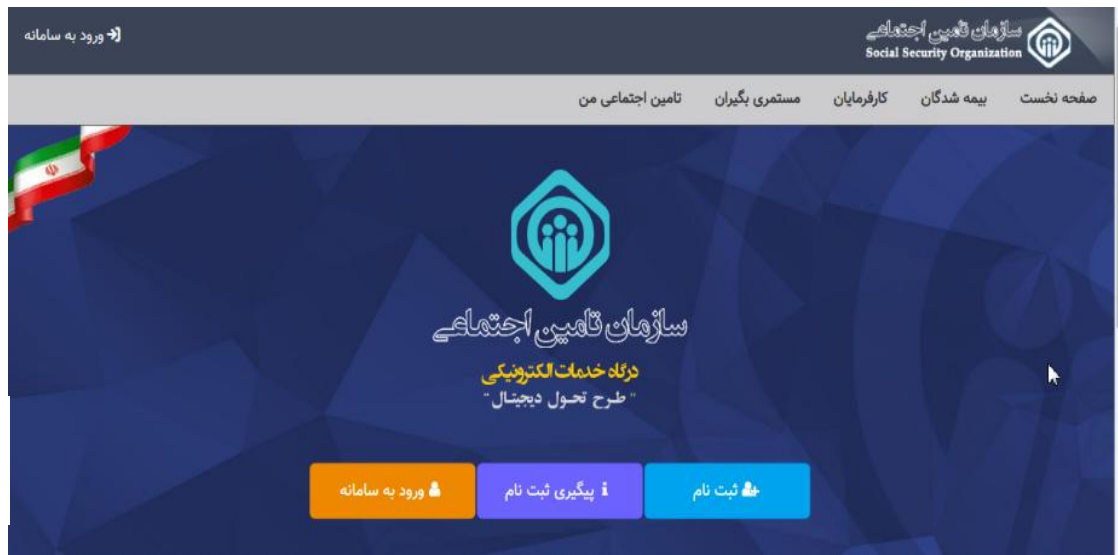 سازمان تامین اجتماعی
Social Security Organization
ورود به سامانه
صفحه نخست
بیمه شدگان
کارفرمایان
مستمری بگیران
تامین اجتماعی من
سازمان تامین اجتماعی
درگاه خدمات الکترونیکی
" طرح تحول دیجیتال "
ثبت نام
پیگیری ثبت نام
ورود به سامانه